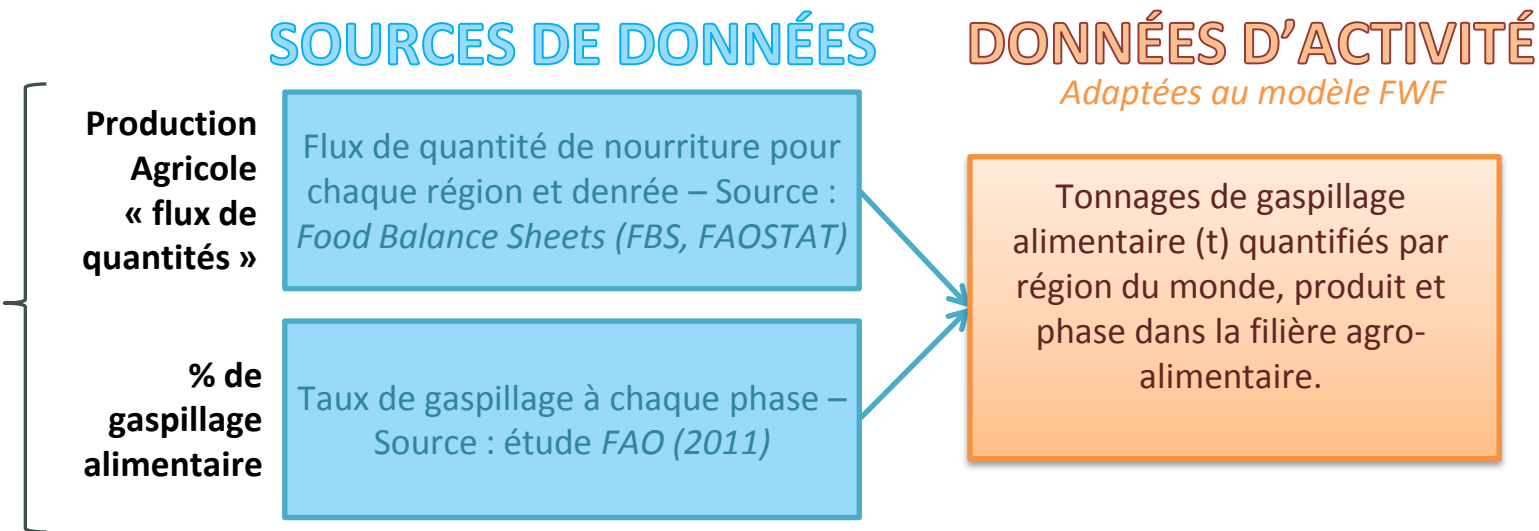 SOURCES DE DONNÉES
DONNÉES D'ACTIVITÉ
Adaptées au modèle FWF
Production
Agricole
« flux de
quantités »
Flux de quantité de nourriture pour
chaque région et denrée – Source :
Food Balance Sheets (FBS, FAOSTAT)
% de
gaspillage
alimentaire
Taux de gaspillage à chaque phase –
Source : étude FAO (2011)
Tonnages de gaspillage
alimentaire (t) quantifiés par
région du monde, produit et
phase dans la filière agro-
alimentaire.